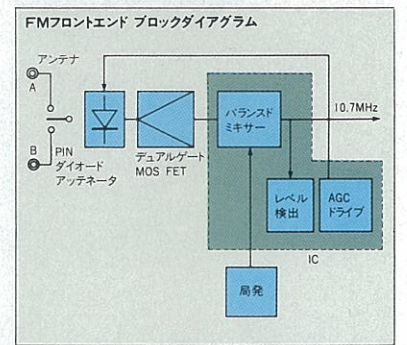 FMフロントエンド ブロックダイアグラム
アンテナ
A
B
PIN
ダイオード
アッテネータ
デュアルゲート
MOS FET
バランスド
ミキサー
10.7MHz
レベル
検出
AGC
ドライブ
IC
局発